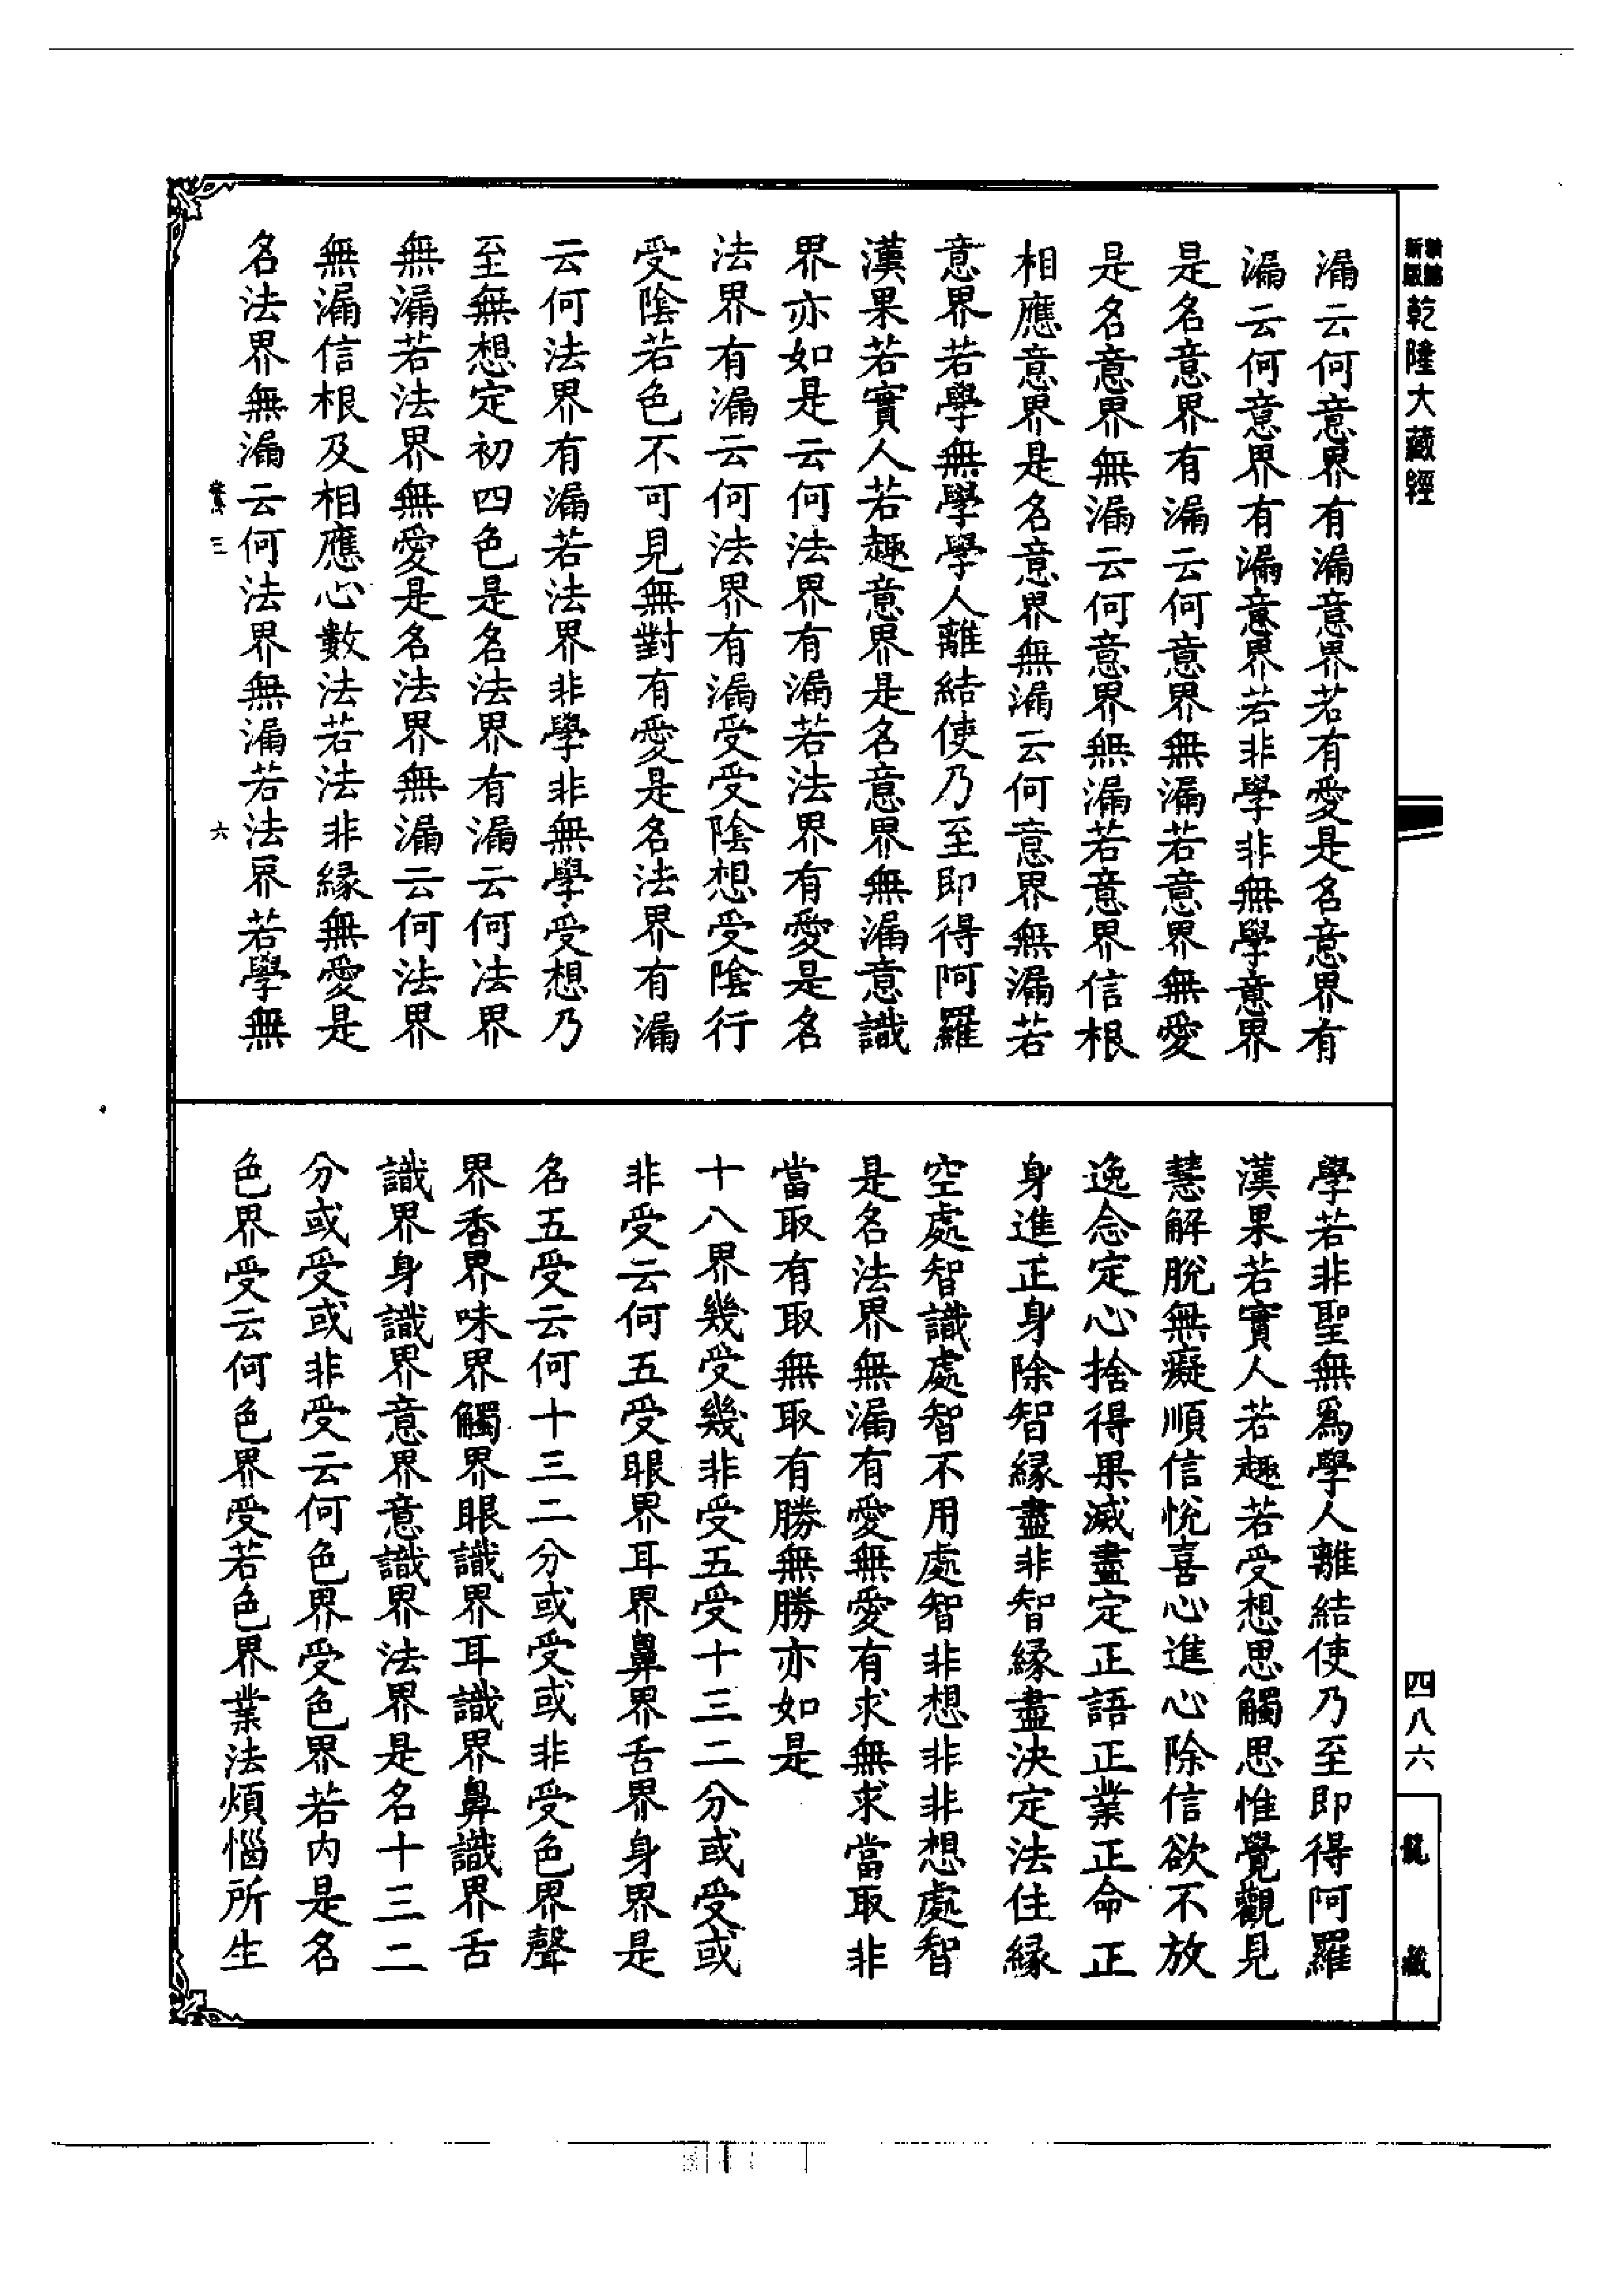 乾隆大藏經
四八六
漏云何意界有漏意界若有愛是名意界有
漏云何意界有漏意界若非學非無學意界
是名意界有漏云何意界無漏若意界無愛
是名意界無漏云何意界無漏若意界信根
相應意界是名意界無漏云何意界無漏若
意界若學無學學人離結使乃至即得阿羅
漢果若實人若趣意界是名意界無漏意識
界亦如是云何法界有漏若法界有愛是名
法界有漏云何法界有漏受受陰想受陰行
受陰若色不可見無對有愛是名法界有漏
云何法界有漏若法界非學非無學受想乃
至無想定初四色是名法界有漏云何法界
無漏若法界無愛是名法界無漏云何法界
無漏信根及相應心數法若法非緣無愛是
名法界無漏云何法界無漏若法界若學無
三
六
學若非聖無為學人離結使乃至即得阿羅
漢果若實人若趣若受想思觸思惟覺觀見
慧解脫無癡順信悅喜心進心除信欲不放
逸念定心捨得果滅盡定正語正業正命正
身進正身除智緣盡非智緣盡決定法住緣
空處智識處智不用處智非想非非想處智
是名法界無漏有愛無愛有求無求當取非
當取有取無取有勝無勝亦如是
十八界幾受幾非受五受十三二分或受或
非受云何五受眼界耳界鼻界舌界身界是
名五受云何十三二分或受或非受色界聲
界香界味界觸界眼識界耳識界鼻識界舌
識界身識界意界意識界法界是名十三二
分或受或非受云何色界受色界若內是名
色界受云何色界受若色界業法煩惱所生